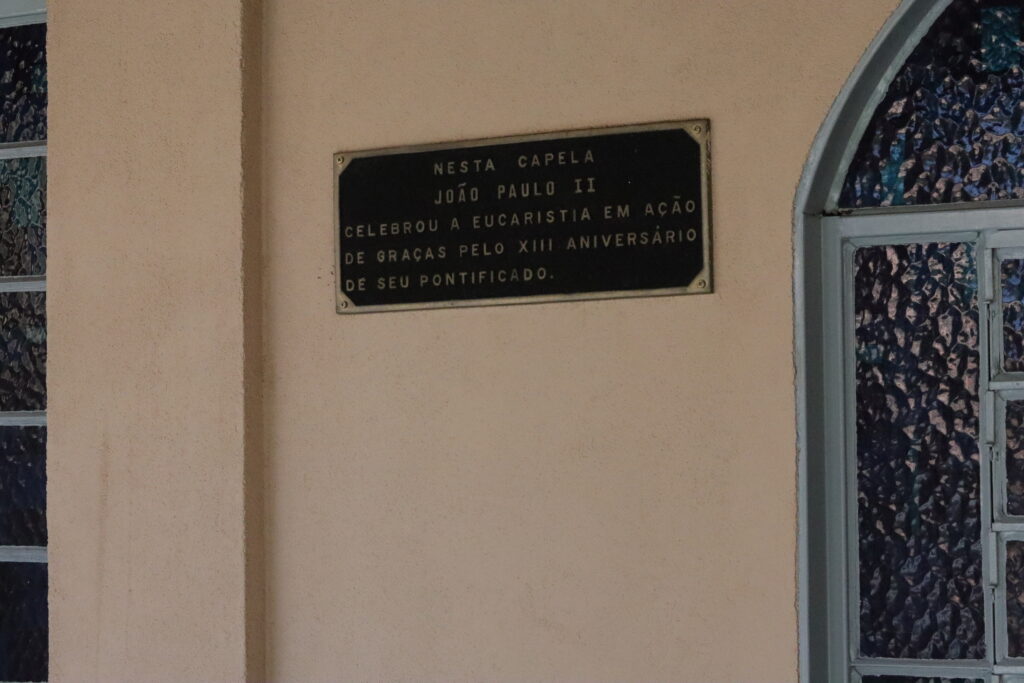 NESTA CAPELA
JOÃO PAULO II
CELEBROU A EUCARISTIA EM AÇÃO
DE GRAÇAS PELO XIII ANIVERSÁRIO
DE SEU PONTIFICADO.